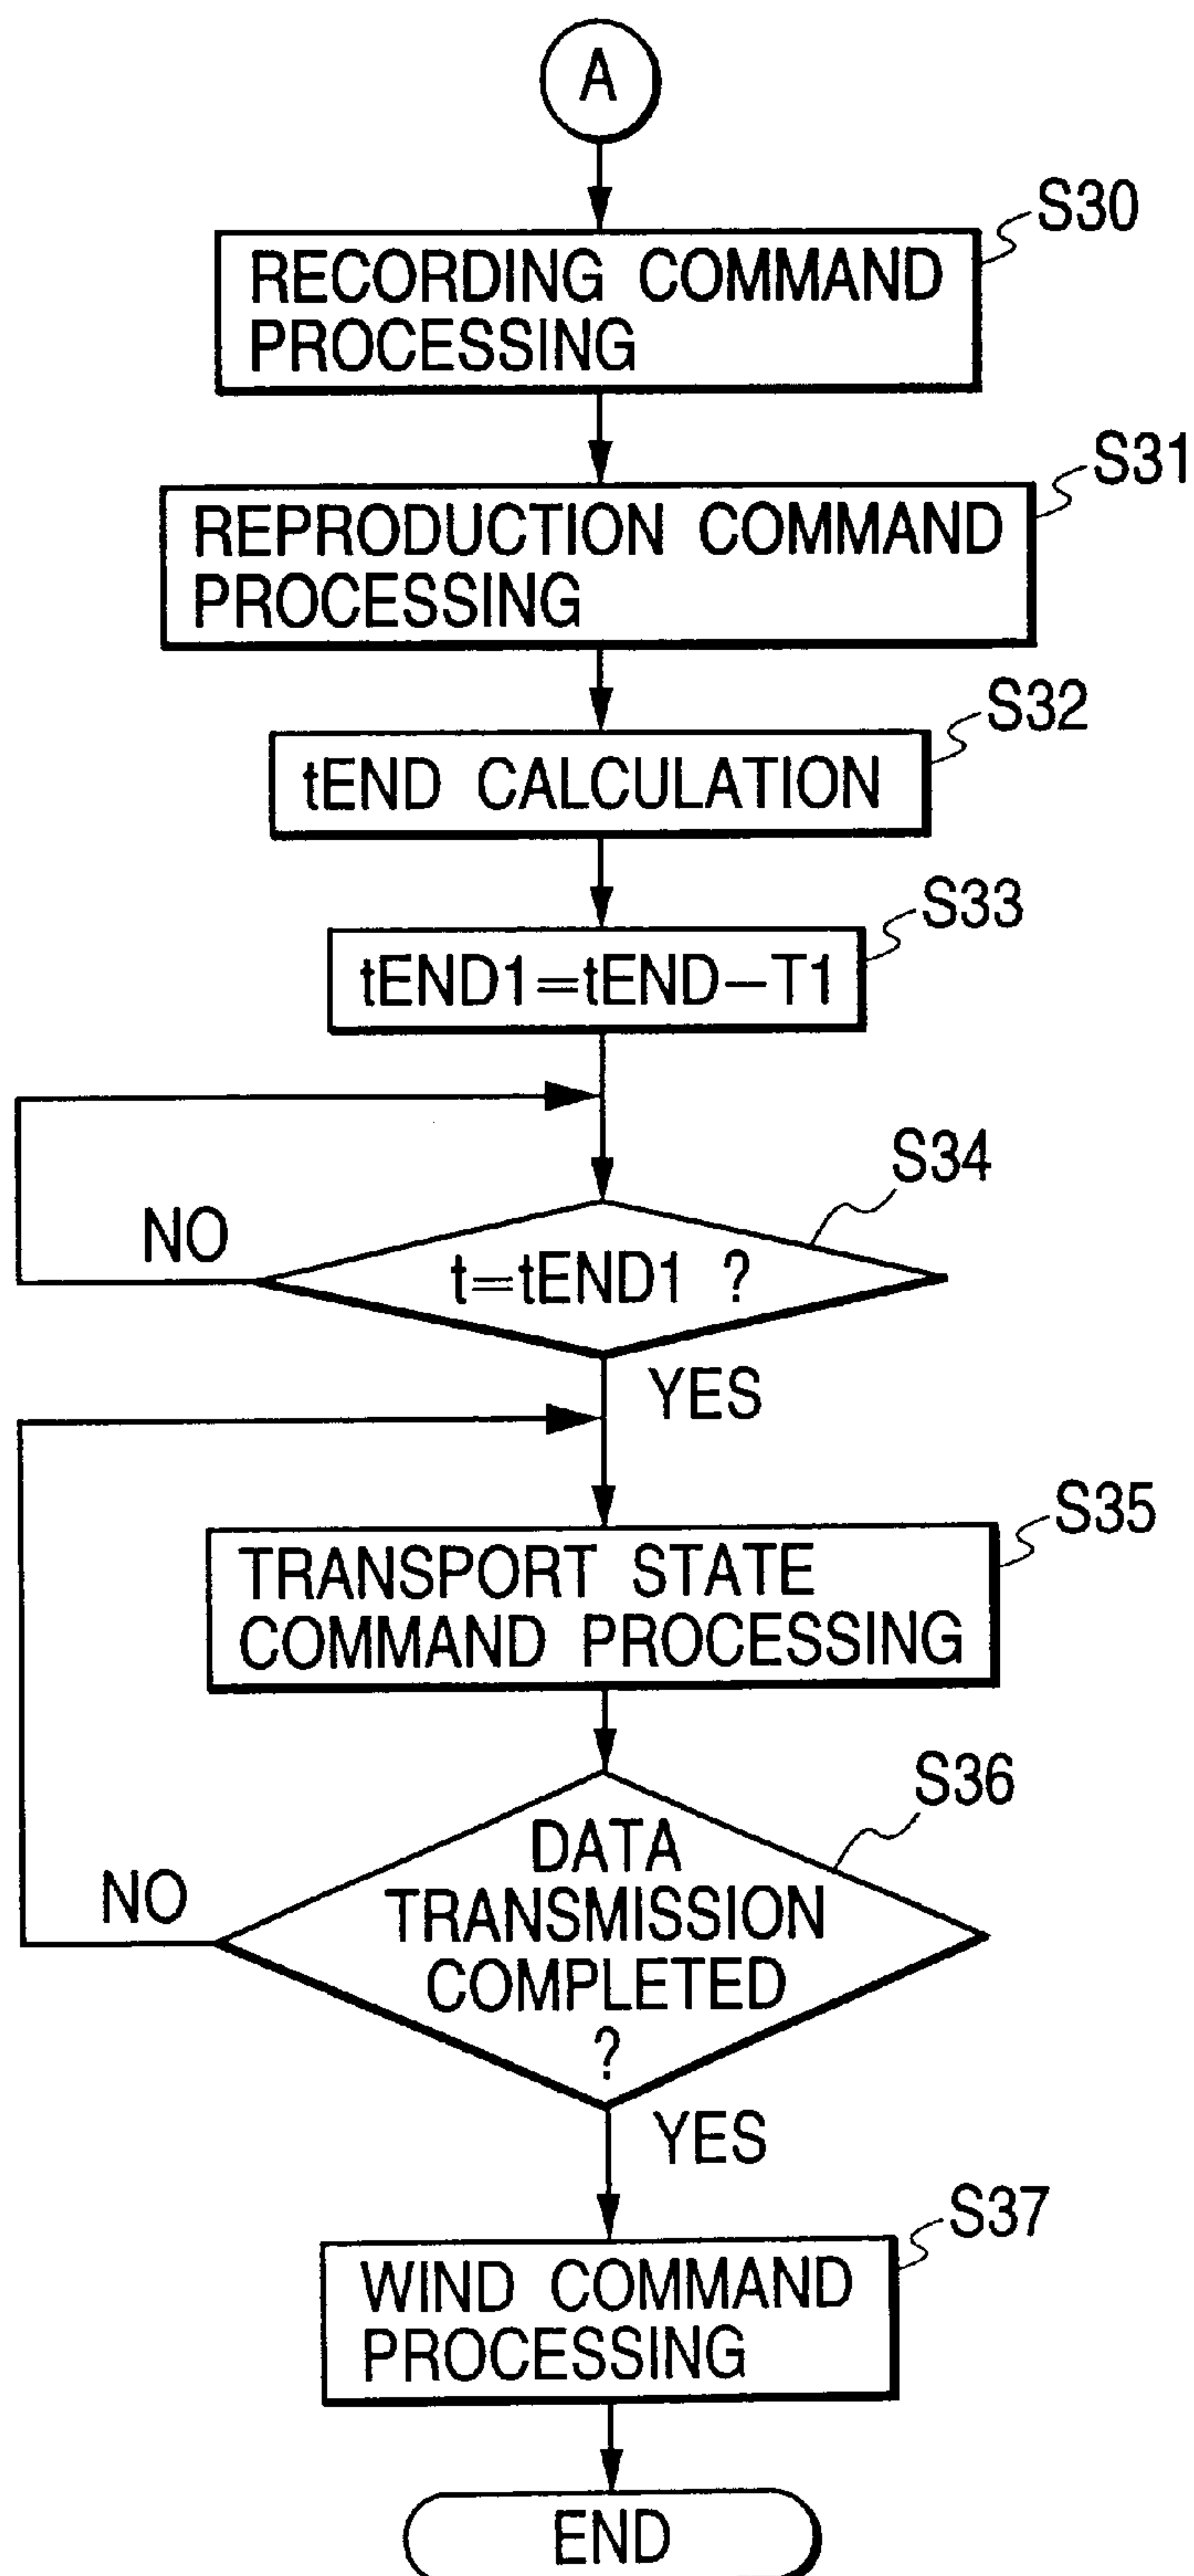 A
S30
RECORDING COMMAND
PROCESSING
S31
REPRODUCTION COMMAND
PROCESSING
S32
tEND CALCULATION
S33
tEND1=tEND-T1
S34
NO
t=tEND1 ?
YES
S35
TRANSPORT STATE
COMMAND PROCESSING
S36
DATA
TRANSMISSION
COMPLETED
?
NO
YES
S37
WIND COMMAND
PROCESSING
END